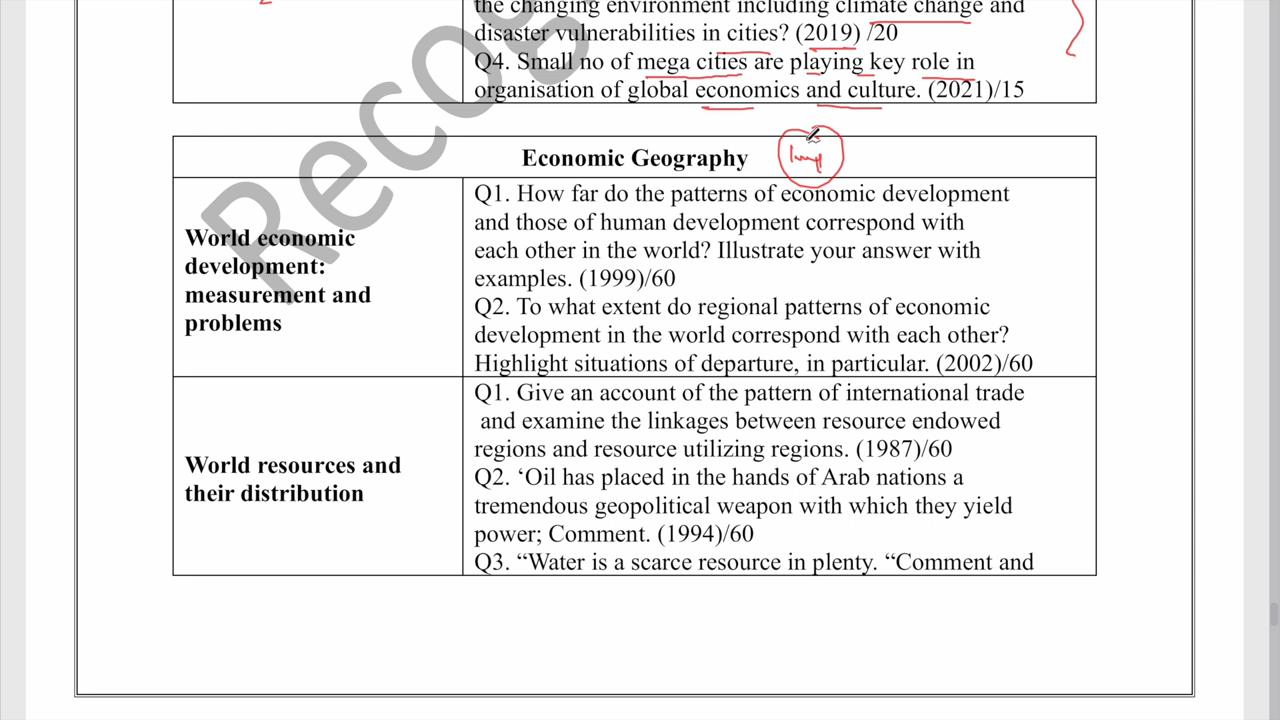 the changing environment including climate change and
disaster vulnerabilities in cities? (2019) /20
Q4. Small no of mega cities are playing key role in
organisation of global economics and culture. (2021)/15
Economic Geography
Imp
World economic
development:
measurement and
problems
Q1. How far do the patterns of economic development
and those of human development correspond with
each other in the world? Illustrate your answer with
examples. (1999)/60
Q2. To what extent do regional patterns of economic
development in the world correspond with each other?
Highlight situations of departure, in particular. (2002)/60
World resources and
their distribution
Q1. Give an account of the pattern of international trade
and examine the linkages between resource endowed
regions and resource utilizing regions. (1987)/60
Q2. ‘Oil has placed in the hands of Arab nations a
tremendous geopolitical weapon with which they yield
power; Comment. (1994)/60
Q3. “Water is a scarce resource in plenty. “Comment and
Recog